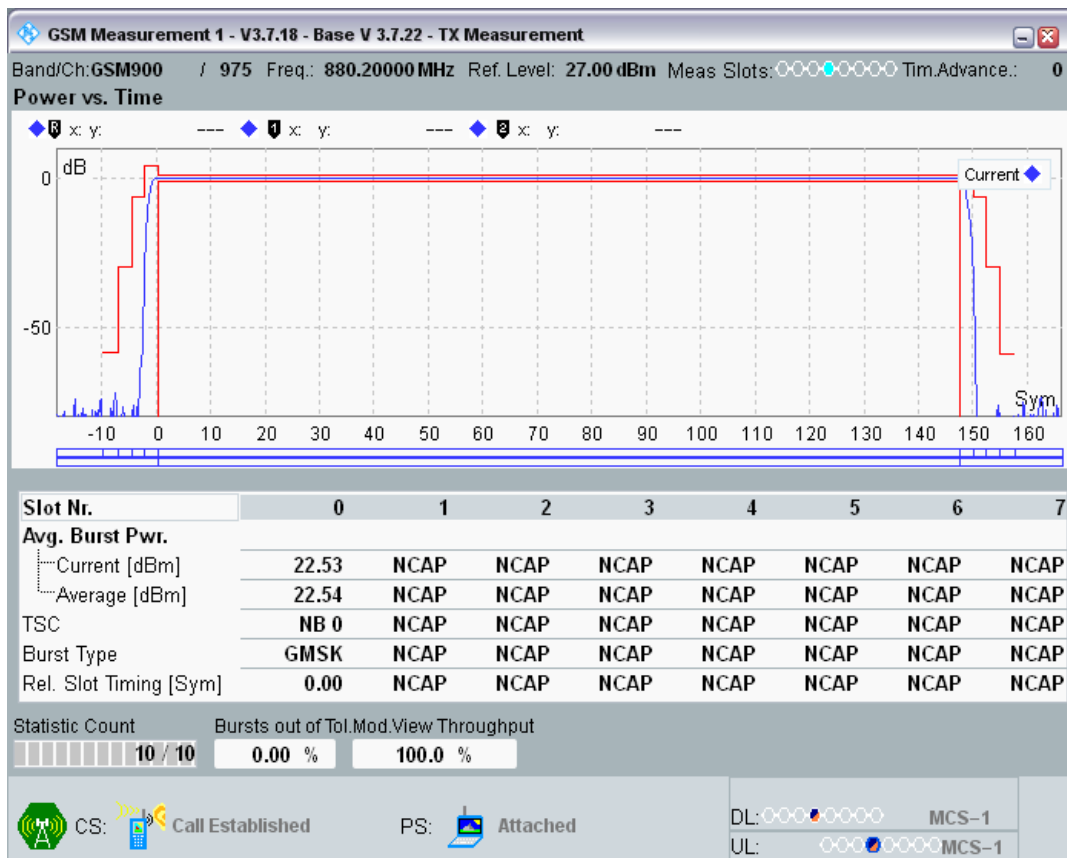 GSM Measurement 1 - V3.7.18 - Base V 3.7.22 - TX Measurement
Band/Ch:GSM900 / 975 Freq.: 880.20000 MHz Ref. Level: 27.00 dBm Meas Slots: Tim.Advance.: 0
Power vs. Time
R x: y: --- 1 x: y: --- 2 x: y: ---
dB
Current
0
-50
Sym
-10 0 10 20 30 40 50 60 70 80 90 100 110 120 130 140 150 160
Slot Nr. 0 1 2 3 4 5 6 7
Avg. Burst Pwr.
Current [dBm] 22.53 NCAP NCAP NCAP NCAP NCAP NCAP NCAP
Average [dBm] 22.54 NCAP NCAP NCAP NCAP NCAP NCAP NCAP
TSC NB 0 NCAP NCAP NCAP NCAP NCAP NCAP NCAP
Burst Type GMSK NCAP NCAP NCAP NCAP NCAP NCAP NCAP
Rel. Slot Timing [Sym] 0.00 NCAP NCAP NCAP NCAP NCAP NCAP NCAP
Statistic Count Bursts out of Tol.Mod.View Throughput
10 / 10 0.00 % 100.0 %
CS: Call Established PS: Attached
DL: MCS-1
UL: MCS-1